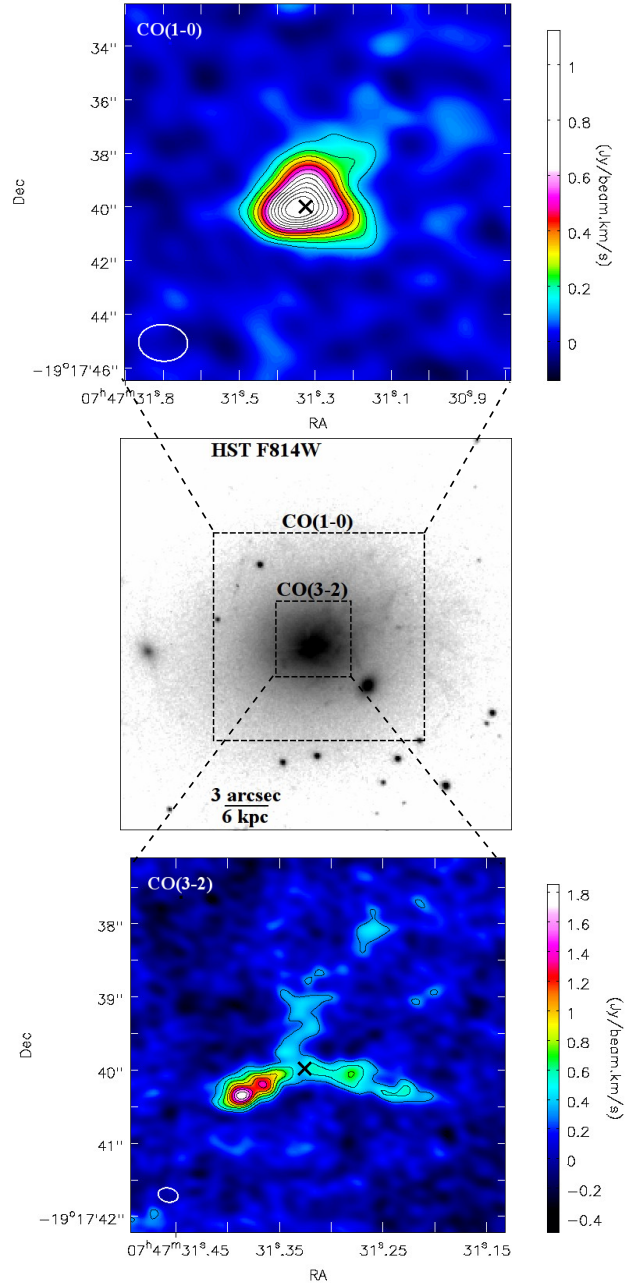 CO(1-0)
34''
36''
38''
40''
42''
44''
−19°17'46''
Dec
07ʰ47ᵐ31ˢ.8 31ˢ.5 31ˢ.3 31ˢ.1 30ˢ.9
RA
1
0.8
0.6
0.4
0.2
0
(Jy/beam.km/s)
HST F814W
CO(1-0)
CO(3-2)
3 arcsec
6 kpc
CO(3-2)
38''
39''
40''
41''
−19°17'42''
Dec
07ʰ47ᵐ31ˢ.45 31ˢ.35 31ˢ.25 31ˢ.15
RA
1.8
1.6
1.4
1.2
1
0.8
0.6
0.4
0.2
0
−0.2
−0.4
(Jy/beam.km/s)